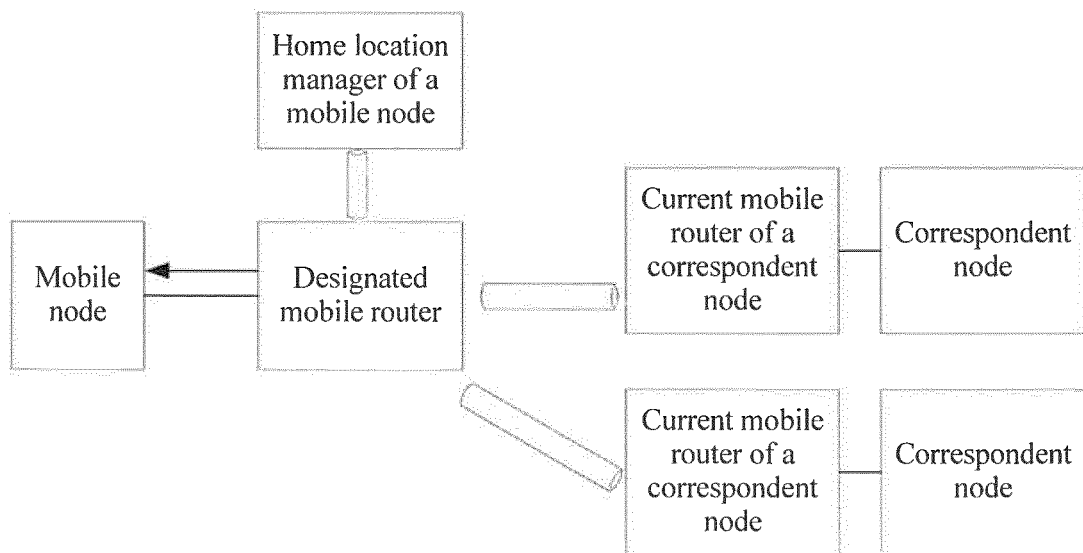 Home location
manager of a
mobile node
Mobile
node
Designated
mobile router
Current mobile
router of a
correspondent
node
Correspondent
node
Current mobile
router of a
correspondent
node
Correspondent
node